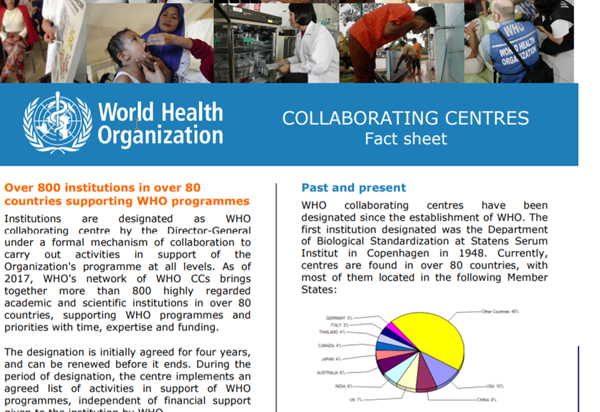 WHO
WORLD HEALTH
ORGANIZATION
World Health
Organization
COLLABORATING CENTRES
Fact sheet
Over 800 institutions in over 80
countries supporting WHO programmes
Institutions are designated as WHO
collaborating centre by the Director-General
under a formal mechanism of collaboration to
carry out activities in support of the
Organization's programme at all levels. As of
2017, WHO's network of WHO CCs brings
together more than 800 highly regarded
academic and scientific institutions in over 80
countries, supporting WHO programmes and
priorities with time, expertise and funding.
The designation is initially agreed for four years,
and can be renewed before it ends. During the
period of designation, the centre implements an
agreed list of activities in support of WHO
programmes, independent of financial support
given to the institution by WHO.
Past and present
WHO collaborating centres have been
designated since the establishment of WHO. The
first institution designated was the Department
of Biological Standardization at Statens Serum
Institut in Copenhagen in 1948. Currently,
centres are found in over 80 countries, with
most of them located in the following Member
States:
GERMANY 3%
ITALY 3%
THAILAND 4%
CANADA 4%
JAPAN 4%
AUSTRALIA 6%
INDIA 6%
UK 7%
Other Countries 45%
USA 10%
CHINA 8%